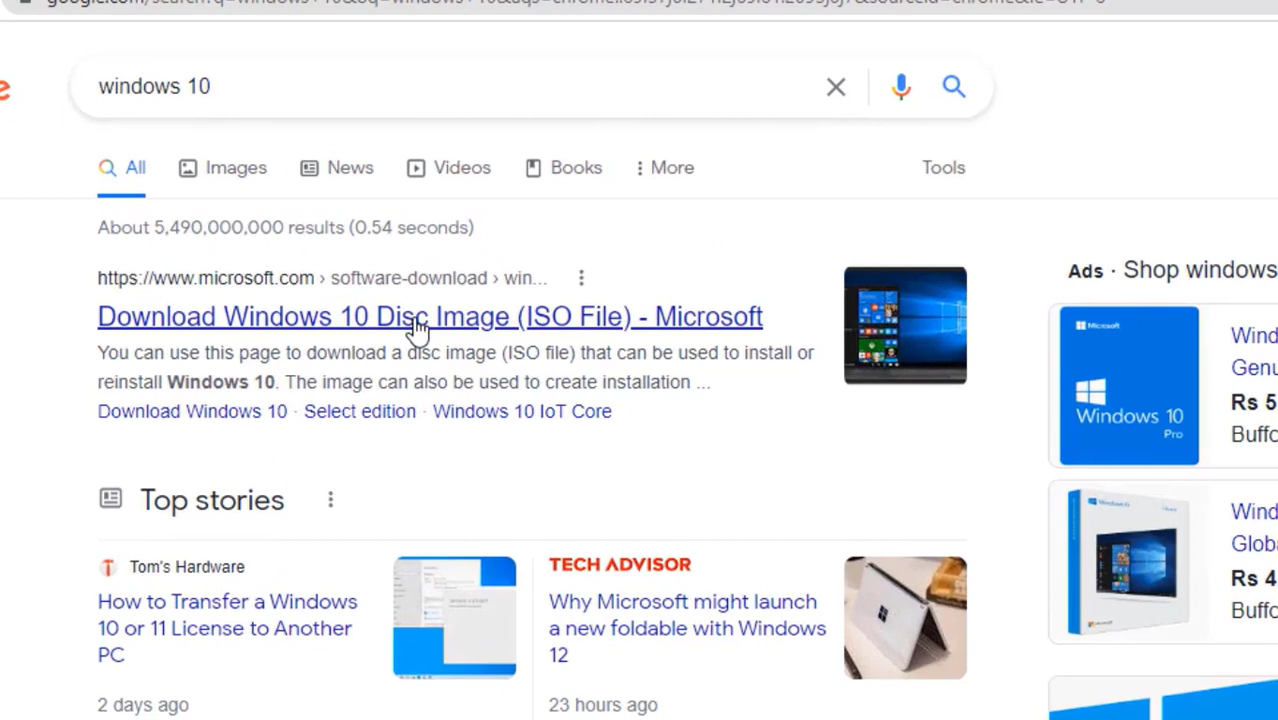 windows 10
All
Images
News
Videos
Books
More
Tools
About 5,490,000,000 results (0.54 seconds)
https://www.microsoft.com › software-download › win...
Download Windows 10 Disc Image (ISO File) - Microsoft
You can use this page to download a disc image (ISO file) that can be used to install or
reinstall Windows 10. The image can also be used to create installation ...
Download Windows 10 · Select edition · Windows 10 IoT Core
Top stories
Tom's Hardware
How to Transfer a Windows
10 or 11 License to Another
PC
2 days ago
TECH ADVISOR
Why Microsoft might launch
a new foldable with Windows
12
23 hours ago
Ads · Shop windows
Microsoft
Windows 10
Pro
Wind
Genu
Rs 5
Buffo
Windows 10
Wind
Globa
Rs 4
Buffo